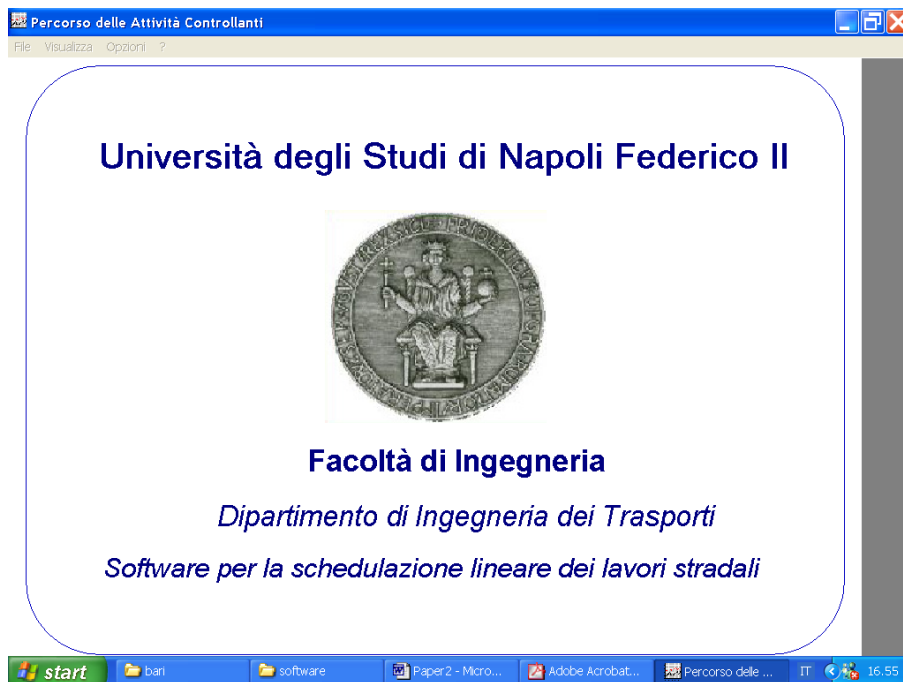 Percorso delle Attività Controllanti
File Visualizza Opzioni ?
Università degli Studi di Napoli Federico II
Facoltà di Ingegneria
Dipartimento di Ingegneria dei Trasporti
Software per la schedulazione lineare dei lavori stradali
start bari software Paper2 - Micro... Adobe Acrobat... Percorso delle ... IT 16.55